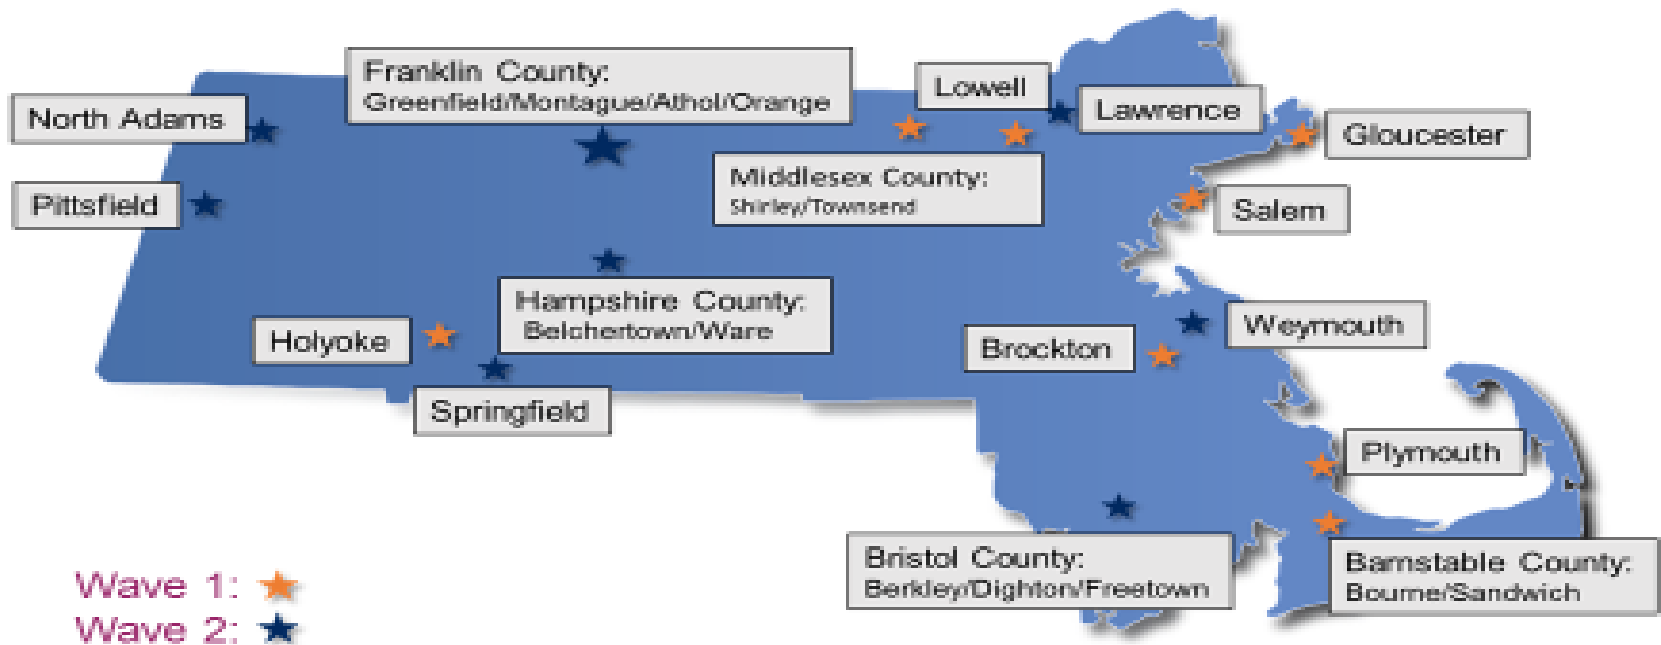 Franklin County:
Greenfield/Montague/Athol/Orange
Lowell
North Adams
Lawrence
Gloucester
Middlesex County:
Shirley/Townsend
Pittsfield
Salem
Hampshire County:
Belchertown/Ware
Holyoke
Weymouth
Brockton
Springfield
Plymouth
Bristol County:
Berkley/Dighton/Freetown
Barnstable County:
Bourne/Sandwich
Wave 1:
Wave 2: